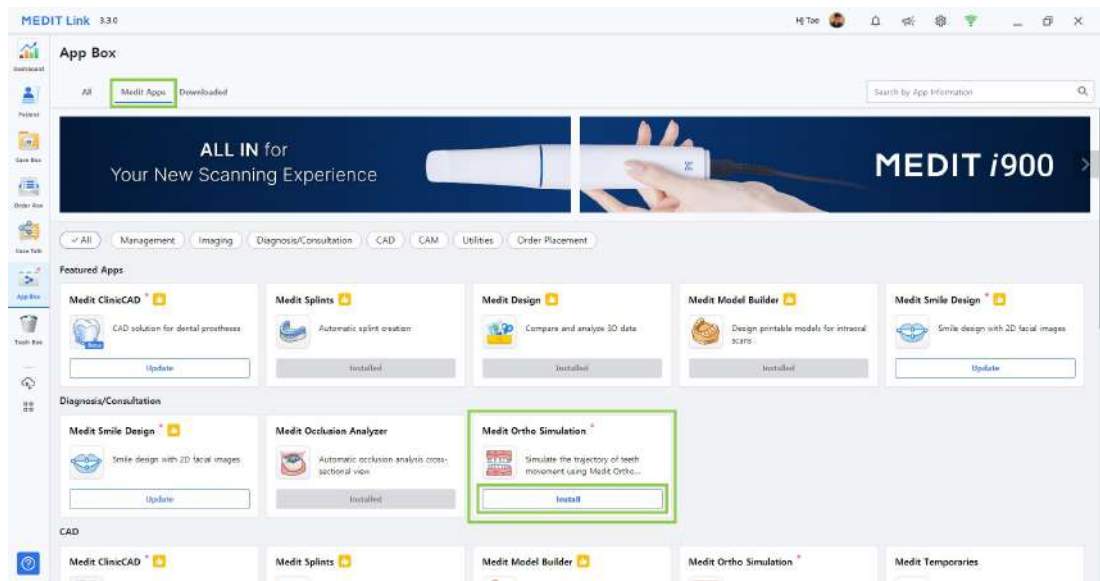 MEDIT Link 3.3.0
HJ Tae
Dashboard
App Box
All
Medit Apps
Downloaded
Search by App Information
Patient
Case Box
Order Box
Case Talk
App Box
Trash Box
ALL IN for
Your New Scanning Experience
MEDIT i900
All
Management
Imaging
Diagnosis/Consultation
CAD
CAM
Utilities
Order Placement
Featured Apps
Medit ClinicCAD *
CAD solution for dental prostheses
Update
Medit Splints
Automatic splint creation
Installed
Medit Design
Compare and analyze 3D data
Installed
Medit Model Builder
Design printable models for intraoral
scans
Installed
Medit Smile Design *
Smile design with 2D facial images
Update
Diagnosis/Consultation
Medit Smile Design *
Smile design with 2D facial images
Update
Medit Occlusion Analyzer
Automatic occlusion analysis cross-
sectional view
Installed
Medit Ortho Simulation *
Simulate the trajectory of teeth
movement using Medit Ortho...
Install
CAD
Medit ClinicCAD *
Medit Splints
Medit Model Builder
Medit Ortho Simulation *
Medit Temporaries